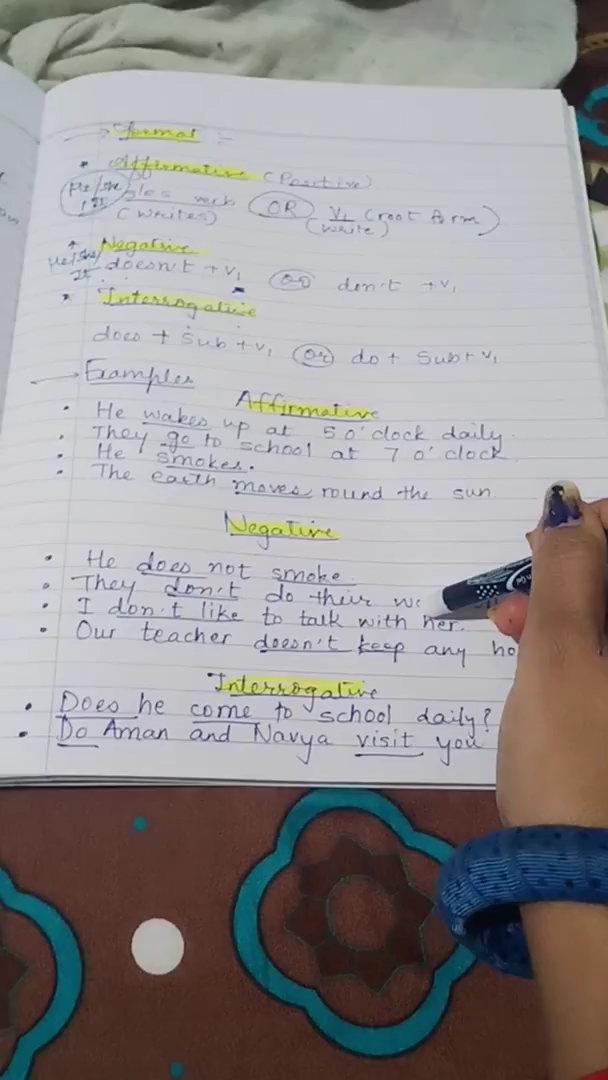 → Format :-
• Affirmative (Positive)
He/she/It s/es verb OR V1 (root form)
(writes) (write)
Negative
He/she/It doesn't + V1 or don't + V1
• Interrogative
does + Sub + V1 or do + Sub + V1
→ Examples
Affirmative
• He wakes up at 5 o'clock daily.
• They go to school at 7 o'clock.
• He smokes.
• The earth moves round the sun.
Negative
• He does not smoke.
• They don't do their
• I don't like to talk with her.
• Our teacher doesn't keep any
Interrogative
• Does he come to school daily?
• Do Aman and Navya visit you